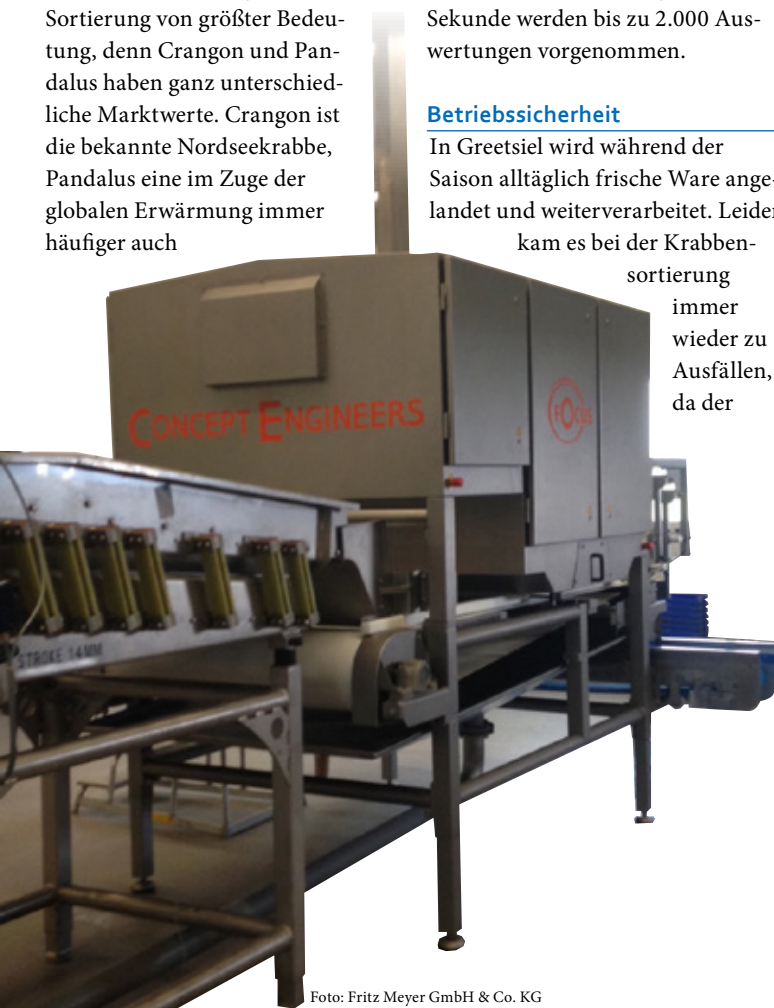 Sortierung von größter Bedeu-
tung, denn Crangon und Pan-
dalus haben ganz unterschied-
liche Marktwerte. Crangon ist
die bekannte Nordseekrabbe,
Pandalus eine im Zuge der
globalen Erwärmung immer
häufiger auch
Sekunde werden bis zu 2.000 Aus-
wertungen vorgenommen.
Betriebssicherheit
In Greetsiel wird während der
Saison alltäglich frische Ware ange-
landet und weiterverarbeitet. Leider
kam es bei der Krabben-
sortierung
immer
wieder zu
Ausfällen,
da der
CONCEPT ENGINEERS
FOCUS
STROKE 14MM
Foto: Fritz Meyer GmbH & Co. KG